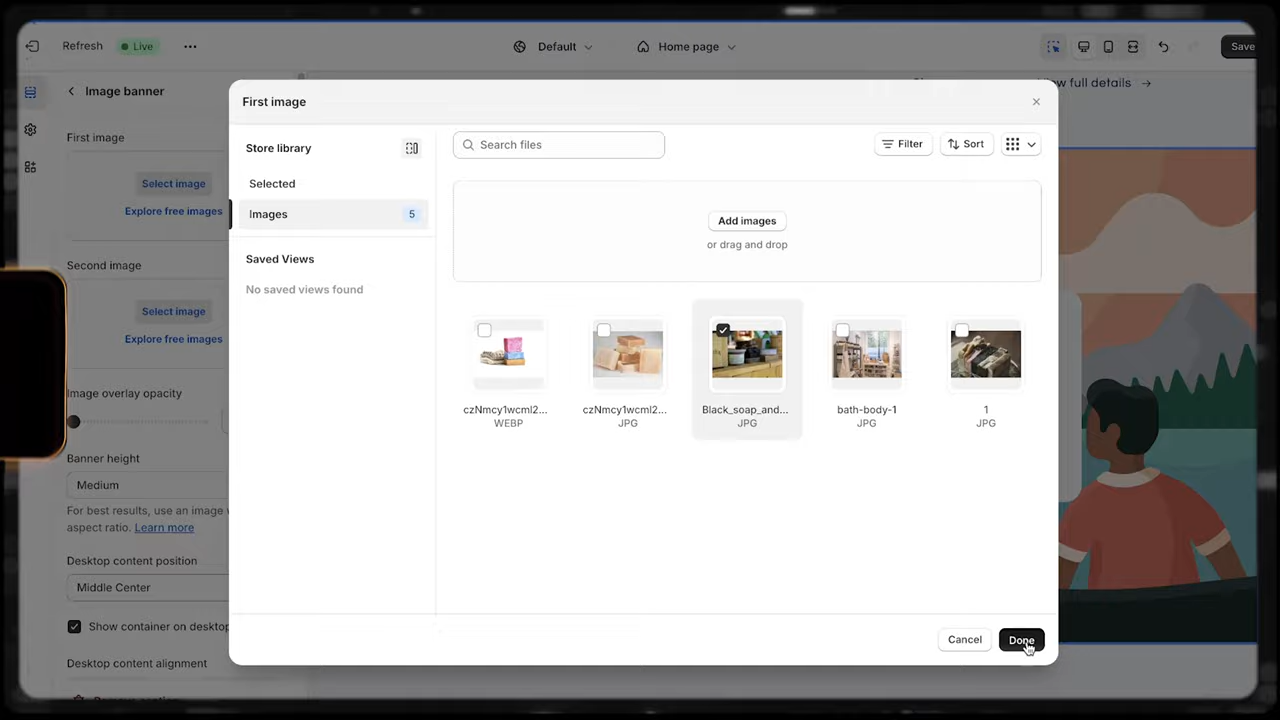 Refresh
Live
Default
Home page
Save
Image banner
First image
Select image
Explore free images
Second image
Select image
Explore free images
Image overlay opacity
Banner height
Medium
For best results, use an image
aspect ratio. Learn more
Desktop content position
Middle Center
Show container on desktop
Desktop content alignment
View full details
First image
Store library
Selected
Images
5
Saved Views
No saved views found
Search files
Filter
Sort
Add images
or drag and drop
czNmcy1wcml2...
WEBP
czNmcy1wcml2...
JPG
Black_soap_and...
JPG
bath-body-1
JPG
1
JPG
Cancel
Done